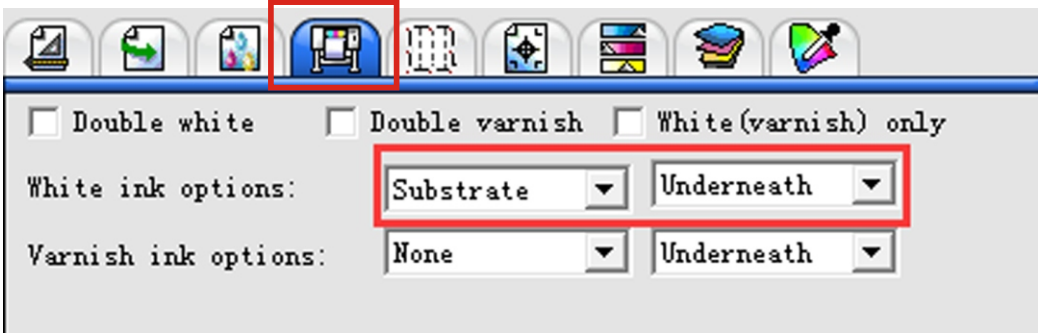 Double white Double varnish White(varnish) only
White ink options: Substrate Underneath
Varnish ink options: None Underneath